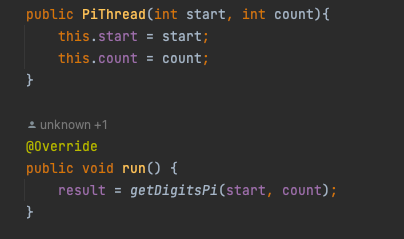 public PiThread(int start, int count){
    this.start = start;
    this.count = count;
}
unknown +1
@Override
public void run() {
    result = getDigitsPi(start, count);
}